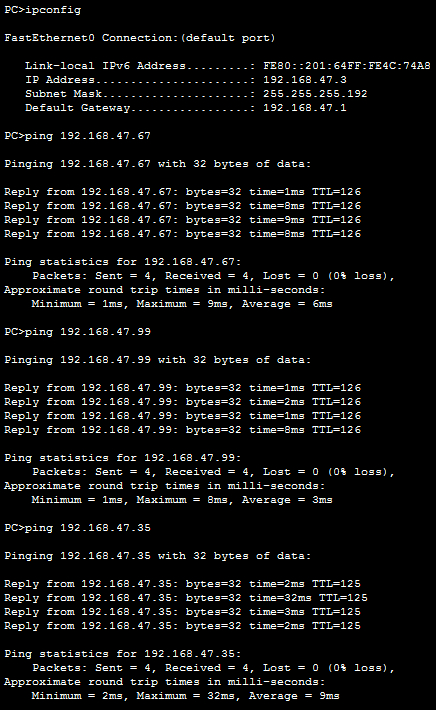 PC>ipconfig
FastEthernet0 Connection:(default port)
Link-local IPv6 Address.........: FE80::201:64FF:FE4C:74A8
IP Address......................: 192.168.47.3
Subnet Mask.....................: 255.255.255.192
Default Gateway.................: 192.168.47.1
PC>ping 192.168.47.67
Pinging 192.168.47.67 with 32 bytes of data:
Reply from 192.168.47.67: bytes=32 time=1ms TTL=126
Reply from 192.168.47.67: bytes=32 time=8ms TTL=126
Reply from 192.168.47.67: bytes=32 time=9ms TTL=126
Reply from 192.168.47.67: bytes=32 time=8ms TTL=126
Ping statistics for 192.168.47.67:
Packets: Sent = 4, Received = 4, Lost = 0 (0% loss),
Approximate round trip times in milli-seconds:
Minimum = 1ms, Maximum = 9ms, Average = 6ms
PC>ping 192.168.47.99
Pinging 192.168.47.99 with 32 bytes of data:
Reply from 192.168.47.99: bytes=32 time=1ms TTL=126
Reply from 192.168.47.99: bytes=32 time=2ms TTL=126
Reply from 192.168.47.99: bytes=32 time=1ms TTL=126
Reply from 192.168.47.99: bytes=32 time=8ms TTL=126
Ping statistics for 192.168.47.99:
Packets: Sent = 4, Received = 4, Lost = 0 (0% loss),
Approximate round trip times in milli-seconds:
Minimum = 1ms, Maximum = 8ms, Average = 3ms
PC>ping 192.168.47.35
Pinging 192.168.47.35 with 32 bytes of data:
Reply from 192.168.47.35: bytes=32 time=2ms TTL=125
Reply from 192.168.47.35: bytes=32 time=32ms TTL=125
Reply from 192.168.47.35: bytes=32 time=3ms TTL=125
Reply from 192.168.47.35: bytes=32 time=2ms TTL=125
Ping statistics for 192.168.47.35:
Packets: Sent = 4, Received = 4, Lost = 0 (0% loss),
Approximate round trip times in milli-seconds:
Minimum = 2ms, Maximum = 32ms, Average = 9ms